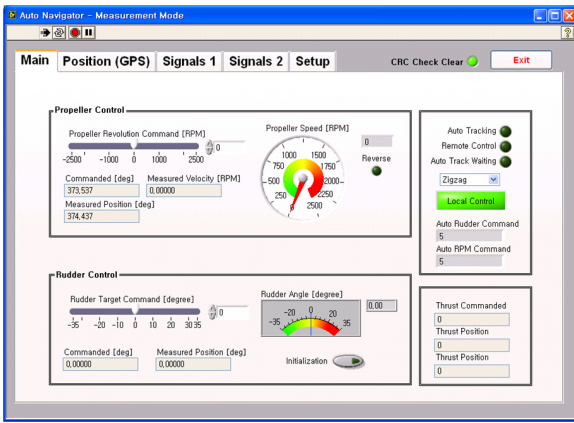 Auto Navigator – Measurement Mode
Main Position (GPS) Signals 1 Signals 2 Setup CRC Check Clear Exit
Propeller Control
Propeller Revolution Command [RPM]
-2500 -1000 0 1000 2500
0
Commanded [deg] Measured Velocity [RPM]
373,537 0,00000
Measured Position [deg]
374,437
Propeller Speed [RPM]
0
Reverse
1000 1500
750 1750
500 2000
250 2250
0 2500
Auto Tracking
Remote Control
Auto Track Waiting
Zigzag
Local Control
Auto Rudder Command
5
Auto RPM Command
5
Rudder Control
Rudder Target Command [degree]
-35 -20 -10 0 10 20 30 35
0
Commanded [deg] Measured Position [deg]
0,00000 0,00000
Rudder Angle [degree]
0,00
-35 -20 0 20 35
Initialization
Thrust Commanded
0
Thrust Position
0
Thrust Position
0